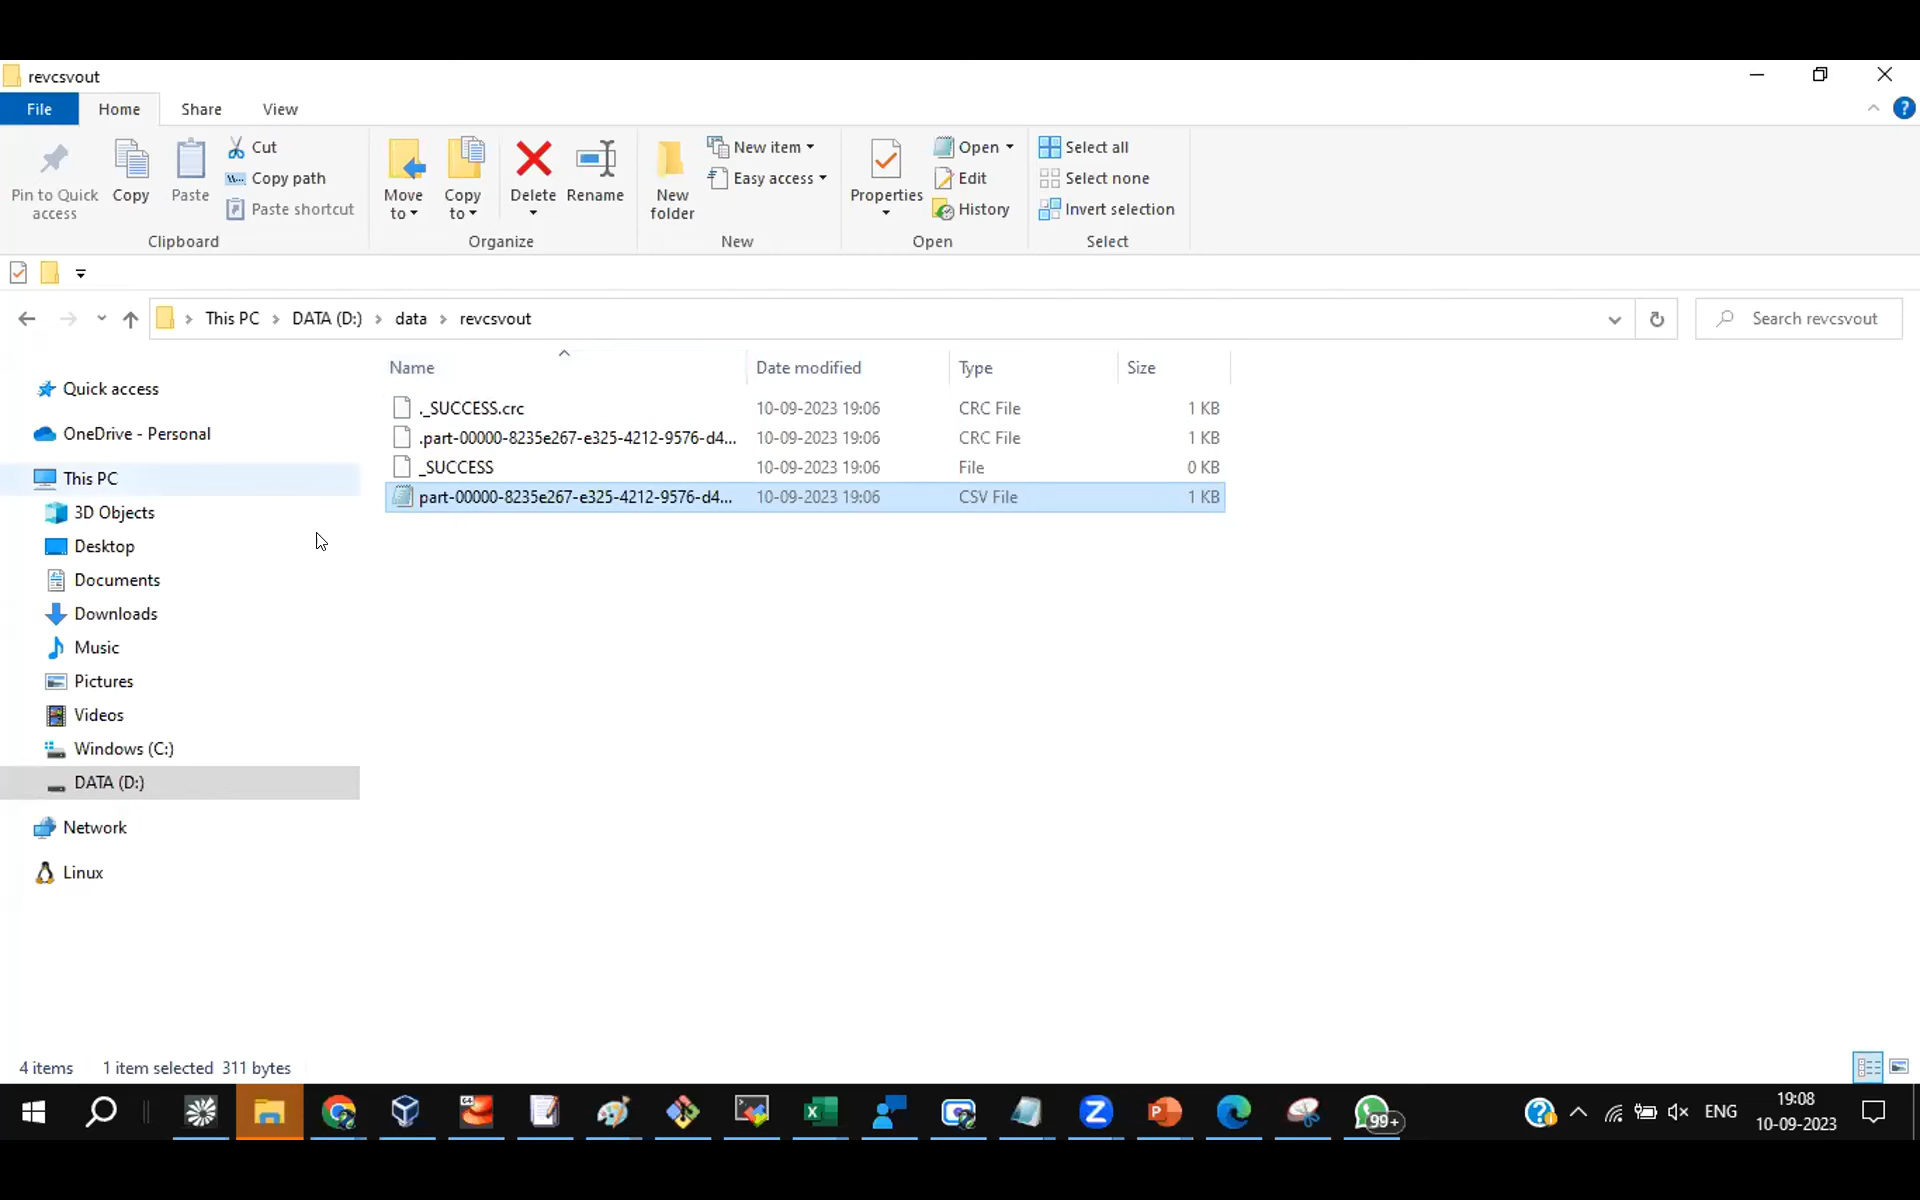 revcsvout
File Home Share View
Pin to Quick access
Copy
Paste
Cut
Copy path
Paste shortcut
Clipboard
Move to
Copy to
Delete
Rename
Organize
New folder
New item
Easy access
New
Properties
Open
Edit
History
Open
Select all
Select none
Invert selection
Select
This PC > DATA (D:) > data > revcsvout
Search revcsvout
Quick access
OneDrive - Personal
This PC
3D Objects
Desktop
Documents
Downloads
Music
Pictures
Videos
Windows (C:)
DATA (D:)
Network
Linux
Name Date modified Type Size
._SUCCESS.crc 10-09-2023 19:06 CRC File 1 KB
.part-00000-8235e267-e325-4212-9576-d4... 10-09-2023 19:06 CRC File 1 KB
_SUCCESS 10-09-2023 19:06 File 0 KB
part-00000-8235e267-e325-4212-9576-d4... 10-09-2023 19:06 CSV File 1 KB
4 items 1 item selected 311 bytes
64
99+
ENG
19:08
10-09-2023